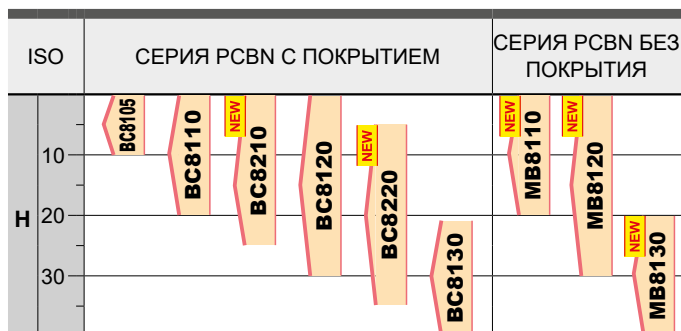 ISO
СЕРИЯ PCBN С ПОКРЫТИЕМ
СЕРИЯ PCBN БЕЗ
ПОКРЫТИЯ
H
10
20
30
BC8105
BC8110
NEW
BC8210
BC8120
NEW
BC8220
BC8130
NEW
MB8110
NEW
MB8120
NEW
MB8130